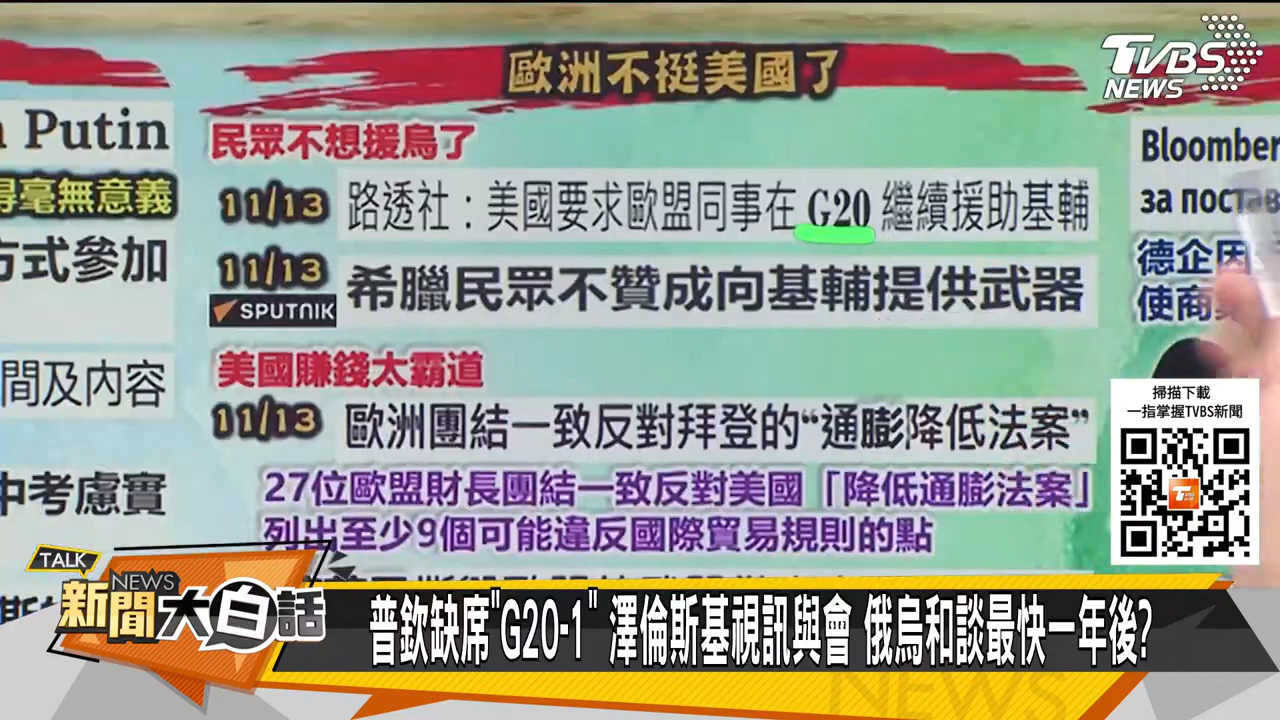 歐洲不挺美國了
TVBS
NEWS
n Putin
得毫無意義
方式參加
間及內容
中考慮實
民眾不想援烏了
11/13 路透社：美國要求歐盟同事在 G20 繼續援助基輔
11/13 希臘民眾不贊成向基輔提供武器
SPUTNIK
美國賺錢太霸道
11/13 歐洲團結一致反對拜登的“通膨降低法案”
27位歐盟財長團結一致反對美國「降低通膨法案」
列出至少9個可能違反國際貿易規則的點
Bloomber
за постав
德企因
使商
掃描下載
一指掌握TVBS新聞
TALK
NEWS
新聞大白話
普欽缺席"G20-1" 澤倫斯基視訊與會 俄烏和談最快一年後?
NEWS